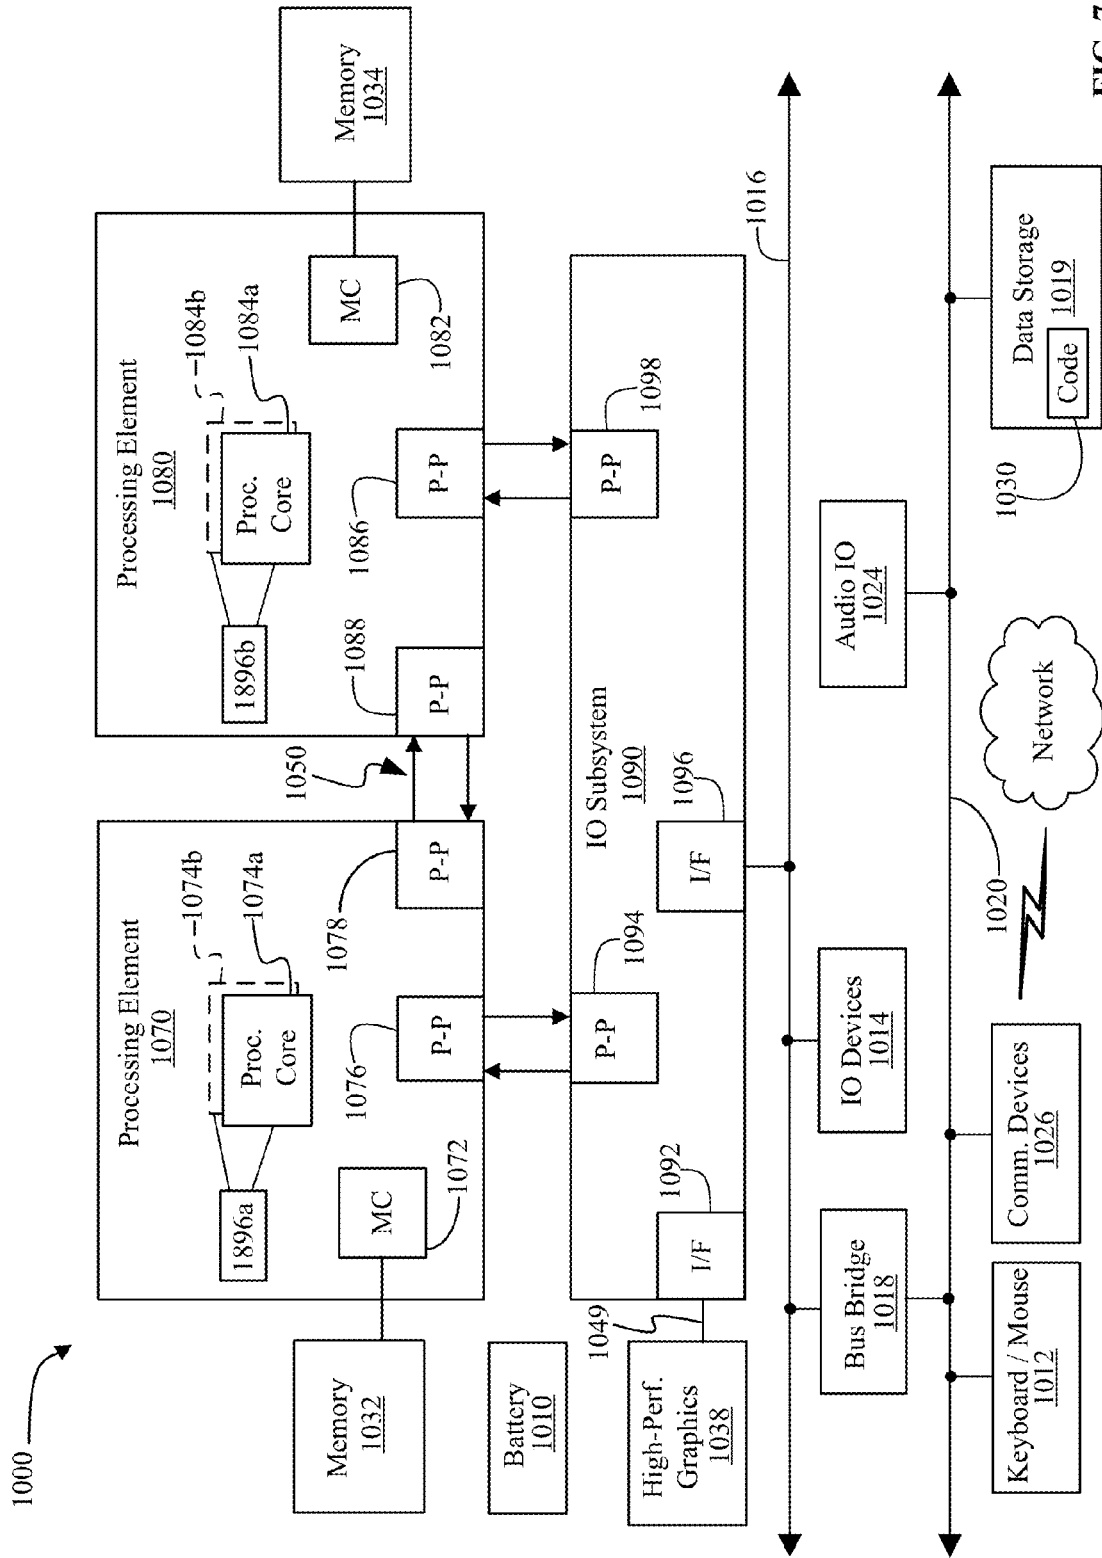 1000
Memory
1032
Battery
1010
High-Perf.
Graphics
1038
1049
Processing Element
1070
1896a
Proc.
Core
1074b
1074a
MC
1072
1076
P-P
1078
P-P
1050
Processing Element
1080
1896b
Proc.
Core
1084b
1084a
1088
P-P
1086
P-P
MC
1082
Memory
1034
IO Subsystem
1090
I/F
1092
P-P
1094
I/F
1096
P-P
1098
1016
Bus Bridge
1018
IO Devices
1014
Audio IO
1024
Keyboard / Mouse
1012
Comm. Devices
1026
1020
Network
Data Storage
1019
Code
1030
FIG. 7